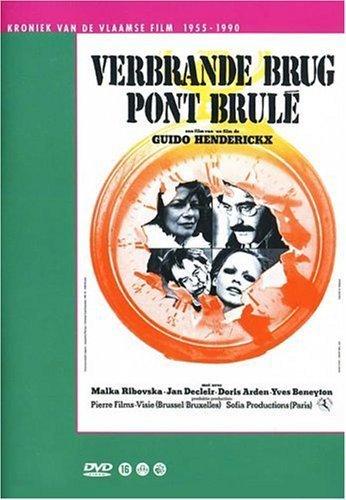 KRONIEK VAN DE VLAAMSE FILM 1955-1990
VERBRANDE BRUG
PONT BRULÉ
een film van un film de
GUIDO HENDERICKX
met avec
Malka Ribovska - Jan Decleir - Doris Arden - Yves Beneyton
produktie production
Pierre Films - Visie (Brussel Bruxelles) Sofia Productions (Paris)
DVD
VIDEO
16